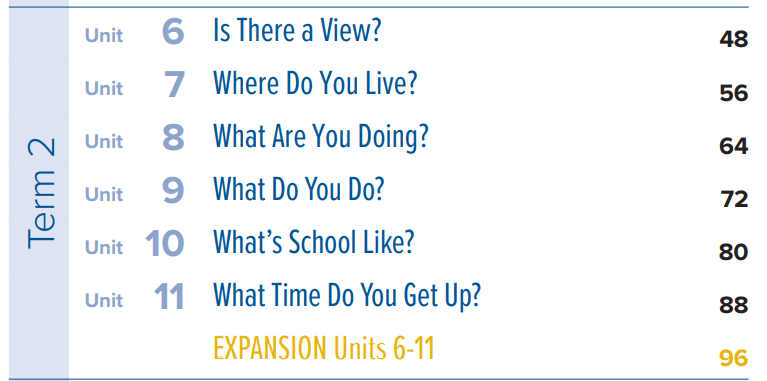 Term 2
Unit 6 Is There a View? 48
Unit 7 Where Do You Live? 56
Unit 8 What Are You Doing? 64
Unit 9 What Do You Do? 72
Unit 10 What’s School Like? 80
Unit 11 What Time Do You Get Up? 88
EXPANSION Units 6-11 96